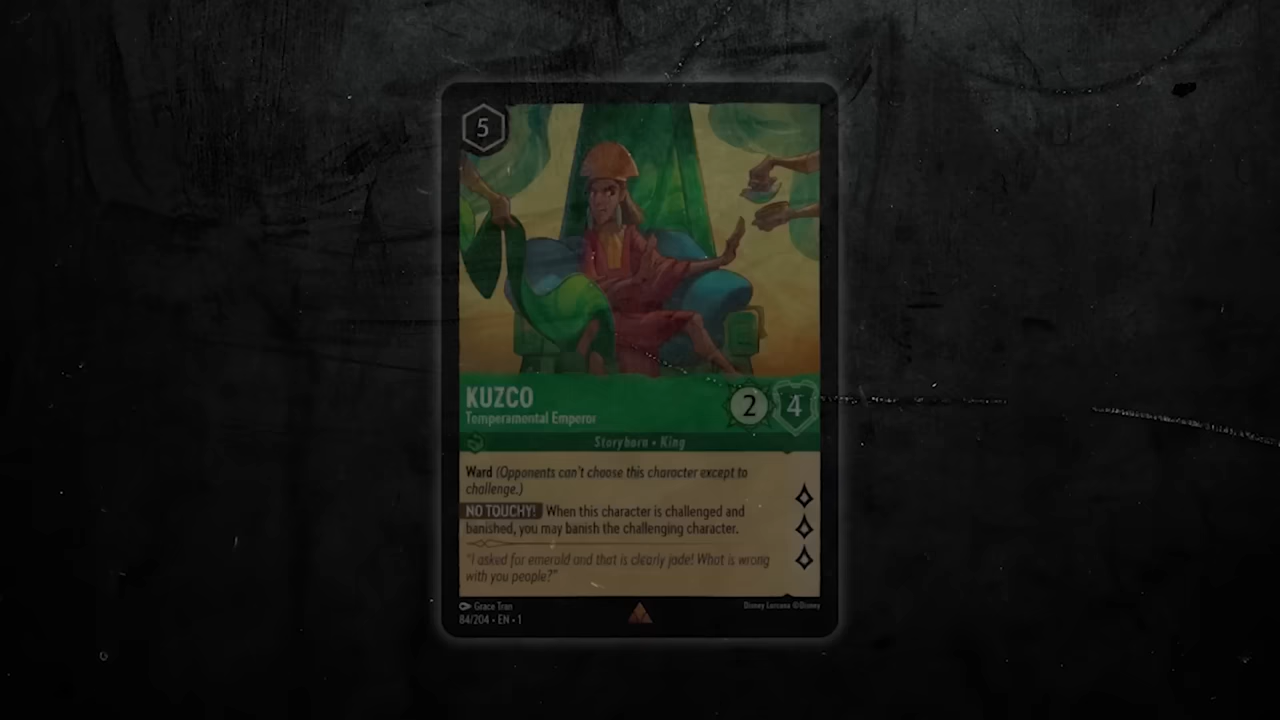 5
KUZCO
Temperamental Emperor
2 4
Storyborn • King
Ward (Opponents can't choose this character except to
challenge.)
NO TOUCHY! When this character is challenged and
banished, you may banish the challenging character.
"I asked for emerald and that is clearly jade! What is wrong
with you people?"
Grace Tran
Disney Lorcana ©Disney
84/204 • EN • 1